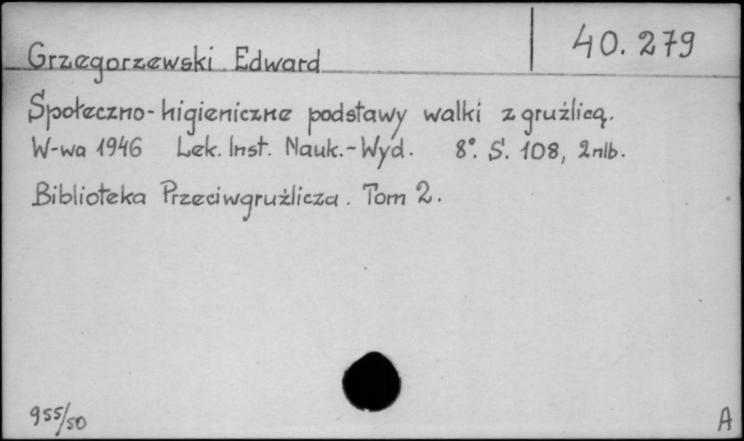 40.279
Grzegorzewski Edward
Społeczno-higieniczne podstawy walki z gruźlicą.
W-wa 1946 Lek. Inst. Nauk.-Wyd. 8°. S. 108, 2nlb.
Biblioteka Przeciwgruźlicza. Tom 2.
955/50
A